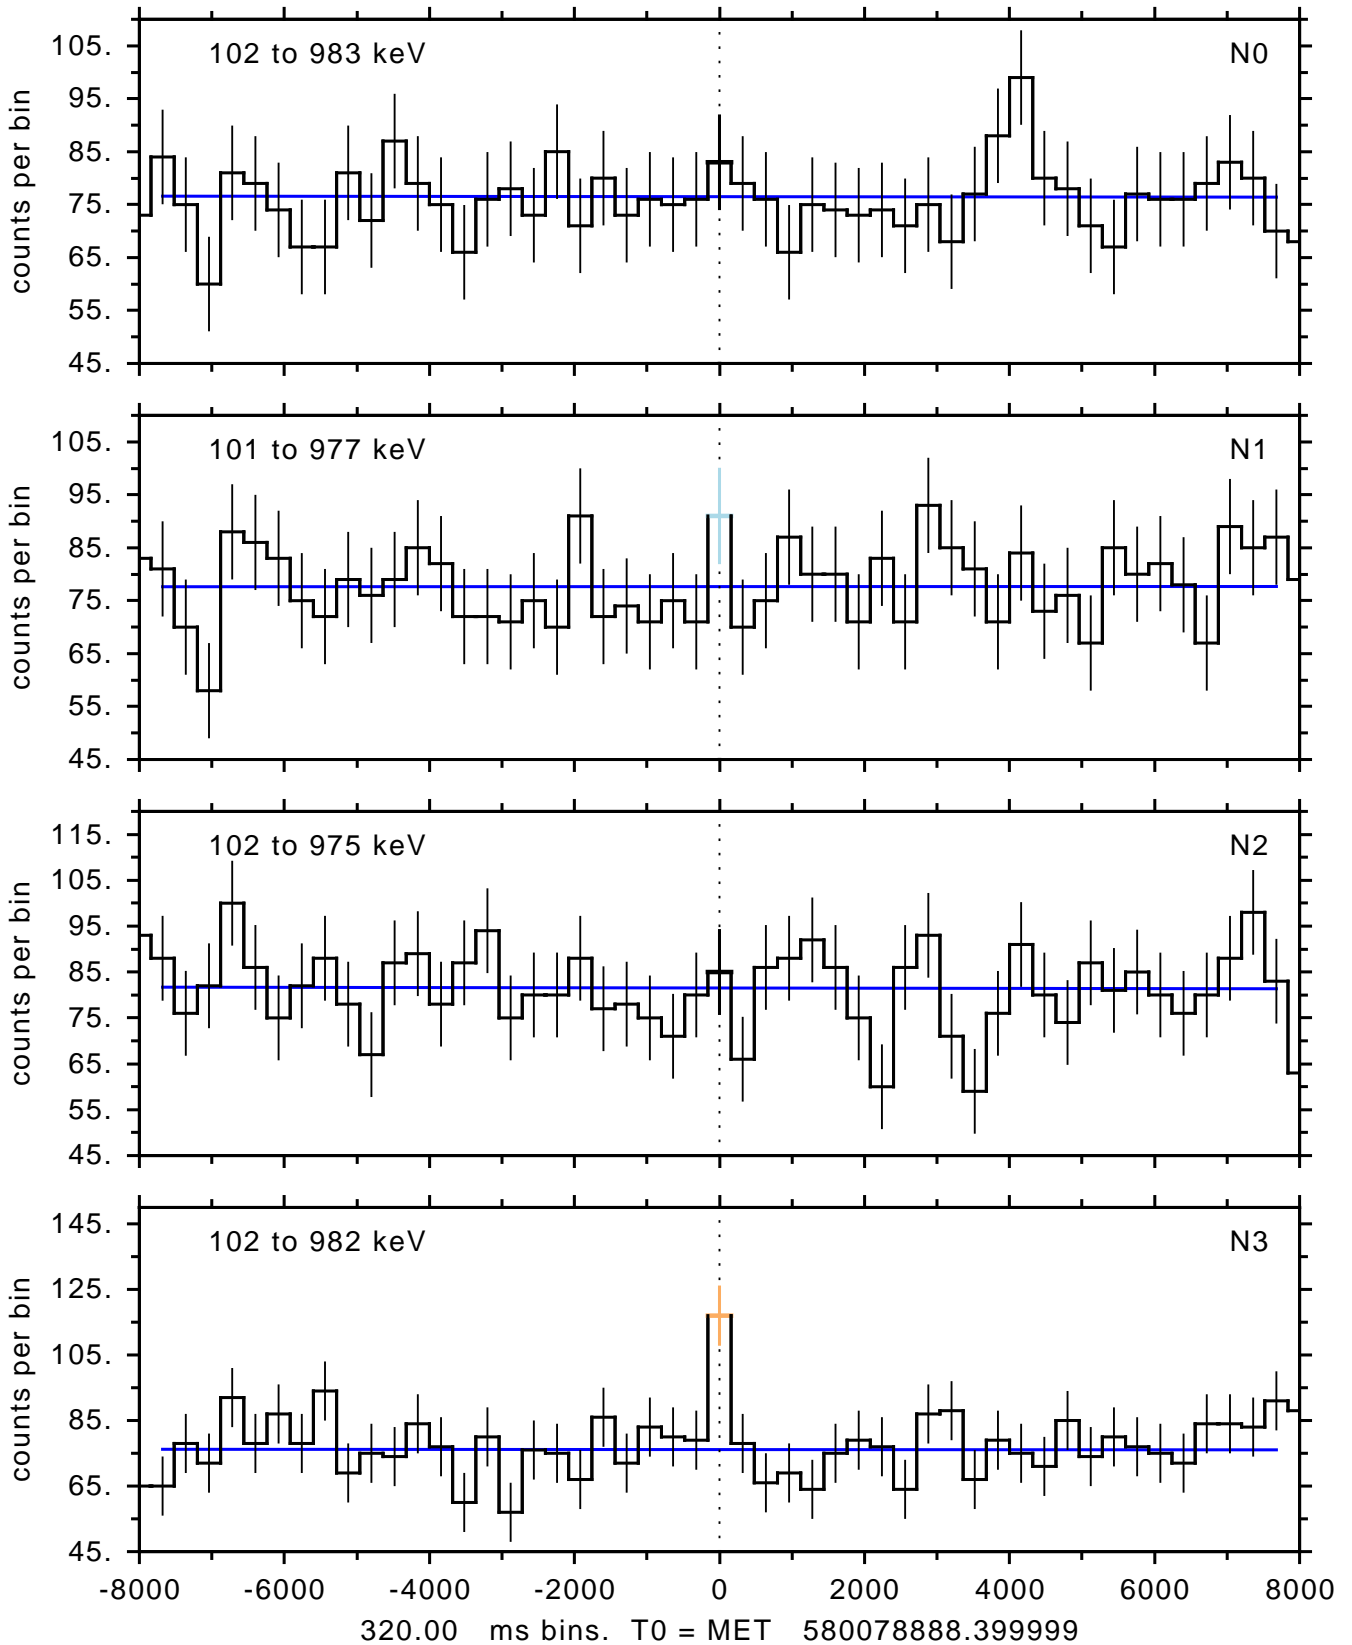 102 to 983 keV N0
105.
95.
85.
75.
65.
55.
45.
counts per bin
101 to 977 keV N1
105.
95.
85.
75.
65.
55.
45.
counts per bin
102 to 975 keV N2
115.
105.
95.
85.
75.
65.
55.
45.
counts per bin
102 to 982 keV N3
145.
125.
105.
85.
65.
45.
counts per bin
-8000 -6000 -4000 -2000 0 2000 4000 6000 8000
320.00 ms bins. T0 = MET 580078888.399999